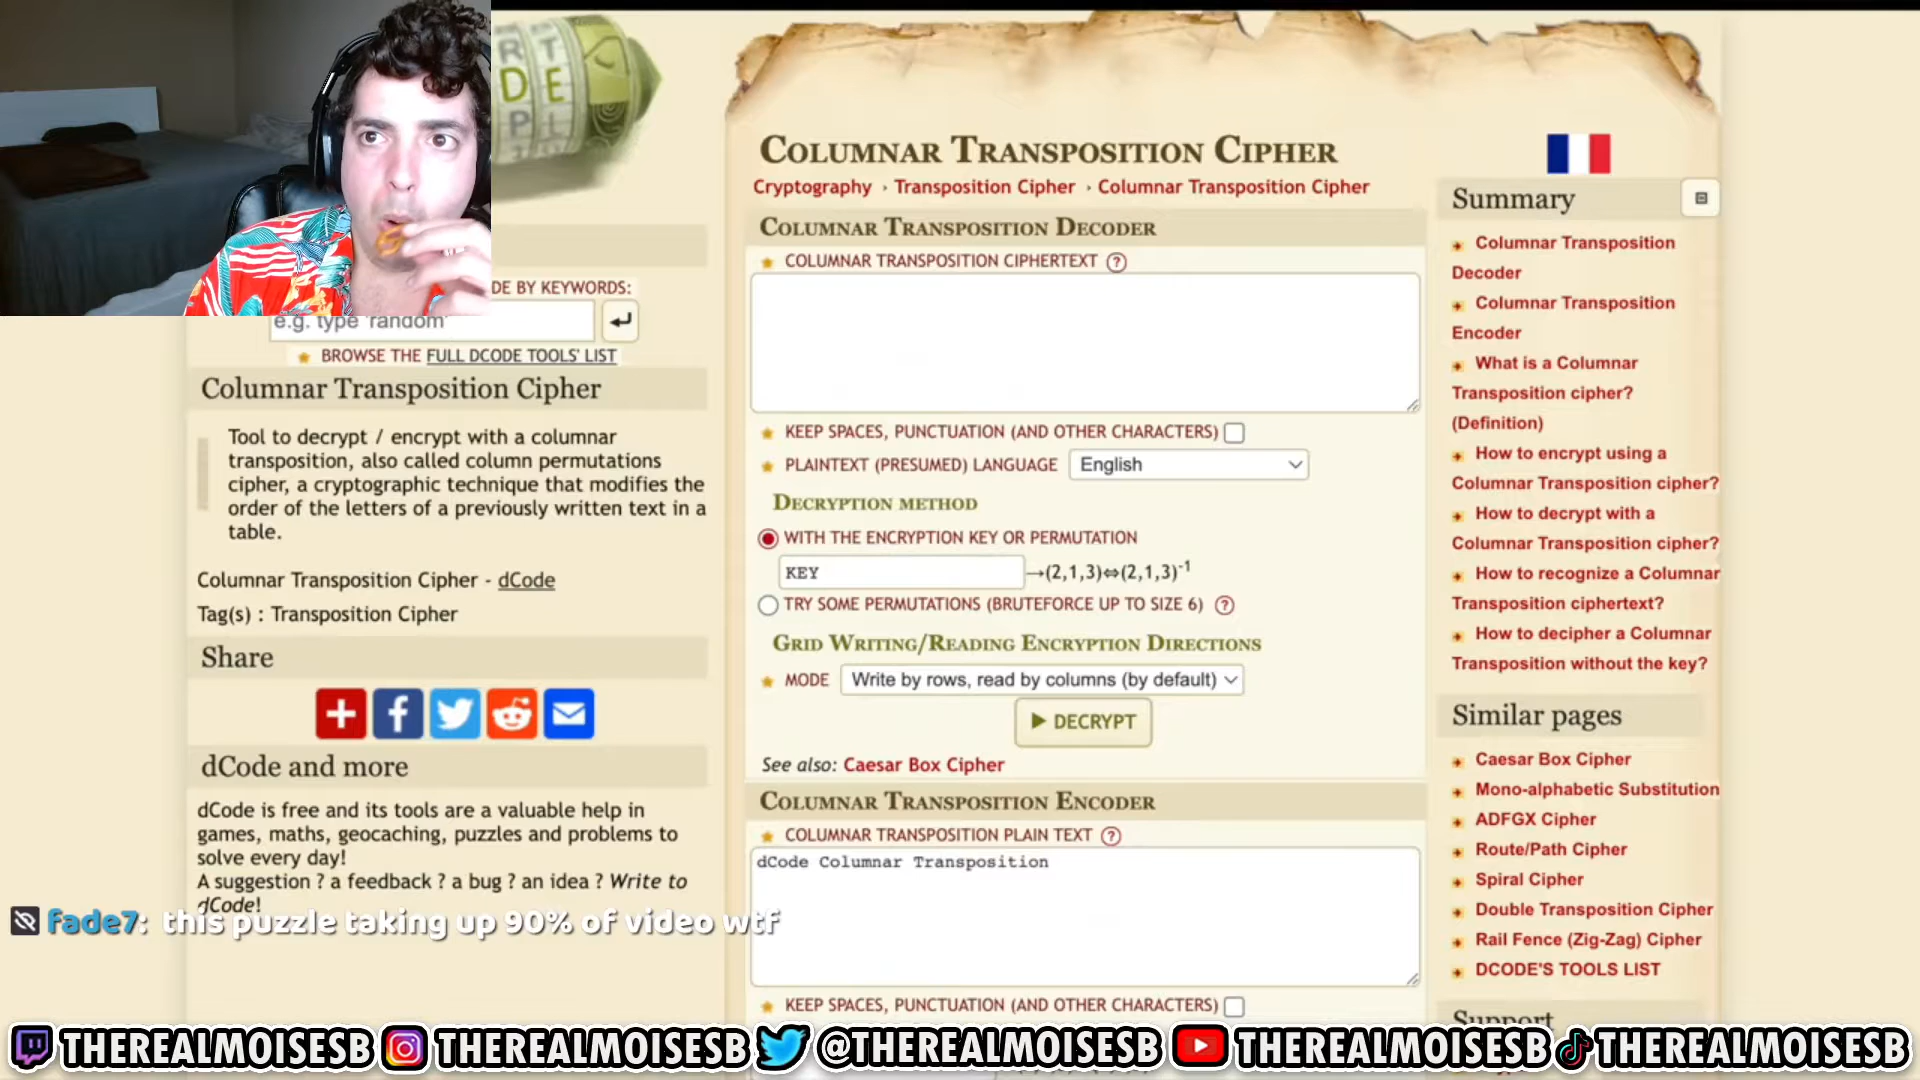 RTE
DE
PL
DE BY KEYWORDS:
e.g. type 'random'
BROWSE THE FULL DCODE TOOLS' LIST
Columnar Transposition Cipher
Tool to decrypt / encrypt with a columnar
transposition, also called column permutations
cipher, a cryptographic technique that modifies the
order of the letters of a previously written text in a
table.
Columnar Transposition Cipher - dCode
Tag(s) : Transposition Cipher
Share
dCode and more
dCode is free and its tools are a valuable help in
games, maths, geocaching, puzzles and problems to
solve every day!
A suggestion ? a feedback ? a bug ? an idea ? Write to
dCode!
fade7: this puzzle taking up 90% of video wtf
COLUMNAR TRANSPOSITION CIPHER
Cryptography › Transposition Cipher › Columnar Transposition Cipher
COLUMNAR TRANSPOSITION DECODER
COLUMNAR TRANSPOSITION CIPHERTEXT ?
KEEP SPACES, PUNCTUATION (AND OTHER CHARACTERS)
PLAINTEXT (PRESUMED) LANGUAGE English
DECRYPTION METHOD
WITH THE ENCRYPTION KEY OR PERMUTATION
KEY →(2,1,3)⇔(2,1,3)⁻¹
TRY SOME PERMUTATIONS (BRUTEFORCE UP TO SIZE 6) ?
GRID WRITING/READING ENCRYPTION DIRECTIONS
MODE Write by rows, read by columns (by default)
▶ DECRYPT
See also: Caesar Box Cipher
COLUMNAR TRANSPOSITION ENCODER
COLUMNAR TRANSPOSITION PLAIN TEXT ?
dCode Columnar Transposition
KEEP SPACES, PUNCTUATION (AND OTHER CHARACTERS)
Summary
Columnar Transposition
Decoder
Columnar Transposition
Encoder
What is a Columnar
Transposition cipher?
(Definition)
How to encrypt using a
Columnar Transposition cipher?
How to decrypt with a
Columnar Transposition cipher?
How to recognize a Columnar
Transposition ciphertext?
How to decipher a Columnar
Transposition without the key?
Similar pages
Caesar Box Cipher
Mono-alphabetic Substitution
ADFGX Cipher
Route/Path Cipher
Spiral Cipher
Double Transposition Cipher
Rail Fence (Zig-Zag) Cipher
DCODE'S TOOLS LIST
Support
THEREALMOISESB THEREALMOISESB @THEREALMOISESB THEREALMOISESB THEREALMOISESB